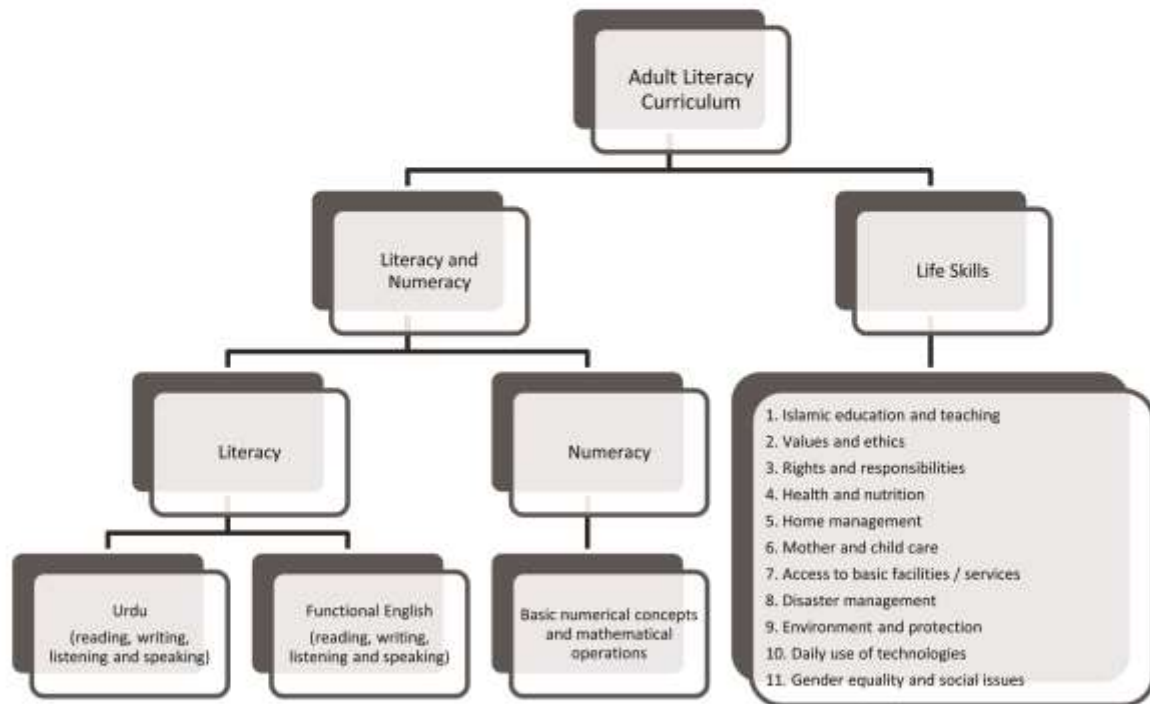 Adult Literacy
Curriculum
Literacy and
Numeracy
Life Skills
Literacy
Numeracy
Urdu
(reading, writing,
listening and speaking)
Functional English
(reading, writing,
listening and speaking)
Basic numerical concepts
and mathematical
operations
1. Islamic education and teaching
2. Values and ethics
3. Rights and responsibilities
4. Health and nutrition
5. Home management
6. Mother and child care
7. Access to basic facilities / services
8. Disaster management
9. Environment and protection
10. Daily use of technologies
11. Gender equality and social issues